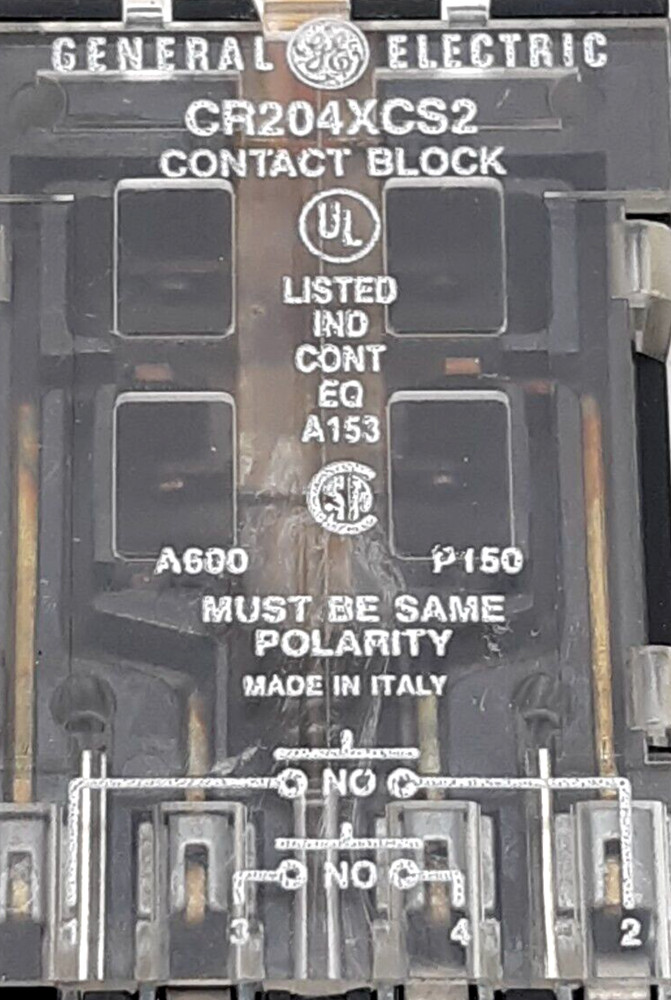 GENERAL GE ELECTRIC
CR204XCS2
CONTACT BLOCK
UL
LISTED
IND
CONT
EQ
A153
A600 P150
MUST BE SAME
POLARITY
MADE IN ITALY
NO
NO
1 3 4 2